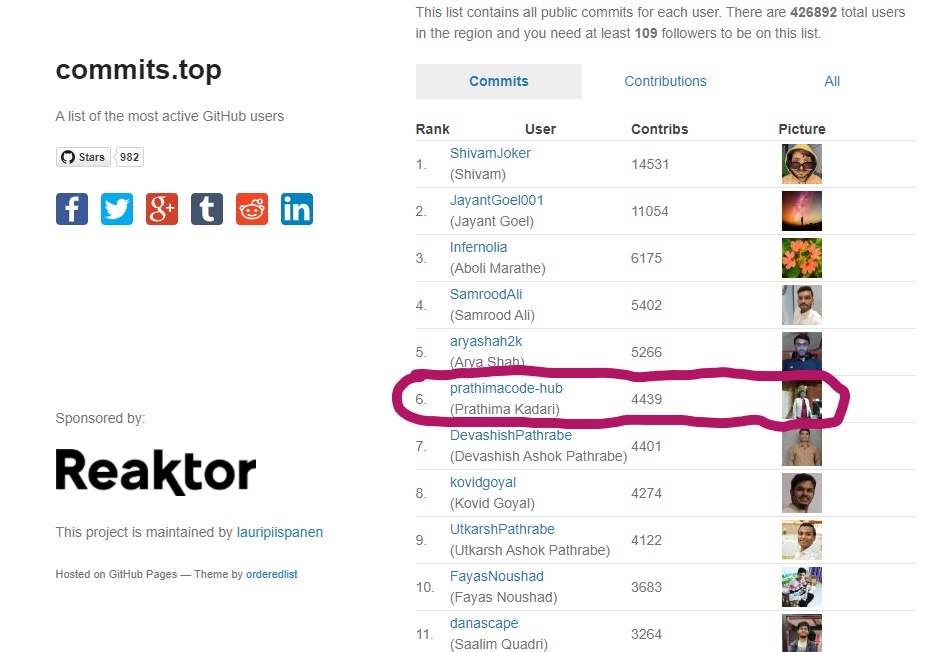 This list contains all public commits for each user. There are 426892 total users
in the region and you need at least 109 followers to be on this list.
commits.top
A list of the most active GitHub users
Stars 982
Commits Contributions All
Rank User Contribs Picture
1. ShivamJoker 14531
(Shivam)
2. JayantGoel001 11054
(Jayant Goel)
3. Infernolia 6175
(Aboli Marathe)
4. SamroodAli 5402
(Samrood Ali)
5. aryashah2k 5266
(Arya Shah)
6. prathimacode-hub 4439
(Prathima Kadari)
7. DevashishPathrabe 4401
(Devashish Ashok Pathrabe)
8. kovidgoyal 4274
(Kovid Goyal)
9. UtkarshPathrabe 4122
(Utkarsh Ashok Pathrabe)
10. FayasNoushad 3683
(Fayas Noushad)
11. danascape 3264
(Saalim Quadri)
f
g+
t
in
Sponsored by:
Reaktor
This project is maintained by lauripiispanen
Hosted on GitHub Pages — Theme by orderedlist